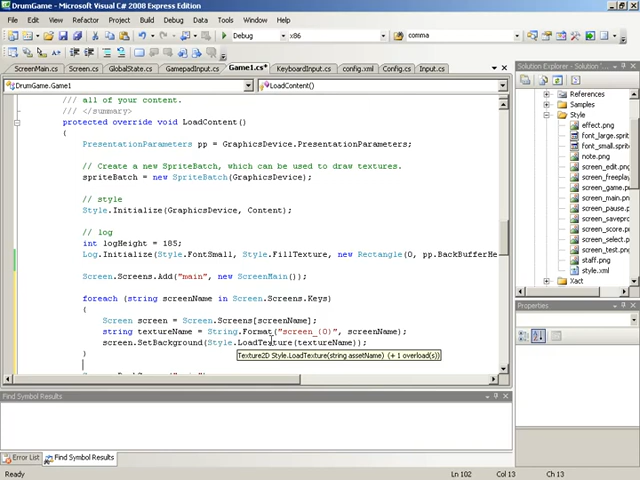 DrumGame - Microsoft Visual C# 2008 Express Edition
File Edit View Refactor Project Build Debug Data Tools Window Help
Debug x86 comma
ScreenMain.cs Screen.cs GlobalState.cs GamepadInput.cs Game1.cs* KeyboardInput.cs config.xml Config.cs Input.cs
Solution Explorer - Solution '...
DrumGame.Game1 LoadContent()
/// all of your content.
/// </summary>
protected override void LoadContent()
{
PresentationParameters pp = GraphicsDevice.PresentationParameters;
// Create a new SpriteBatch, which can be used to draw textures.
spriteBatch = new SpriteBatch(GraphicsDevice);
// style
Style.Initialize(GraphicsDevice, Content);
// log
int logHeight = 185;
Log.Initialize(Style.FontSmall, Style.FillTexture, new Rectangle(0, pp.BackBufferHe
Screen.Screens.Add("main", new ScreenMain());
foreach (string screenName in Screen.Screens.Keys)
{
Screen screen = Screen.Screens[screenName];
string textureName = String.Format("screen_{0}", screenName);
screen.SetBackground(Style.LoadTexture(textureName));
}
Texture2D Style.LoadTexture(string assetName) (+ 1 overload(s))
References
Samples
Style
effect.png
font_large.sprit
font_small.sprit
note.png
screen_edit.png
screen_freeplay
screen_game.p
screen_main.png
screen_pause.p
screen_savepro
screen_score.p
screen_select.p
screen_test.png
staff.png
style.xml
Xact
Properties
Find Symbol Results
Error List Find Symbol Results
Ready Ln 102 Col 13 Ch 13